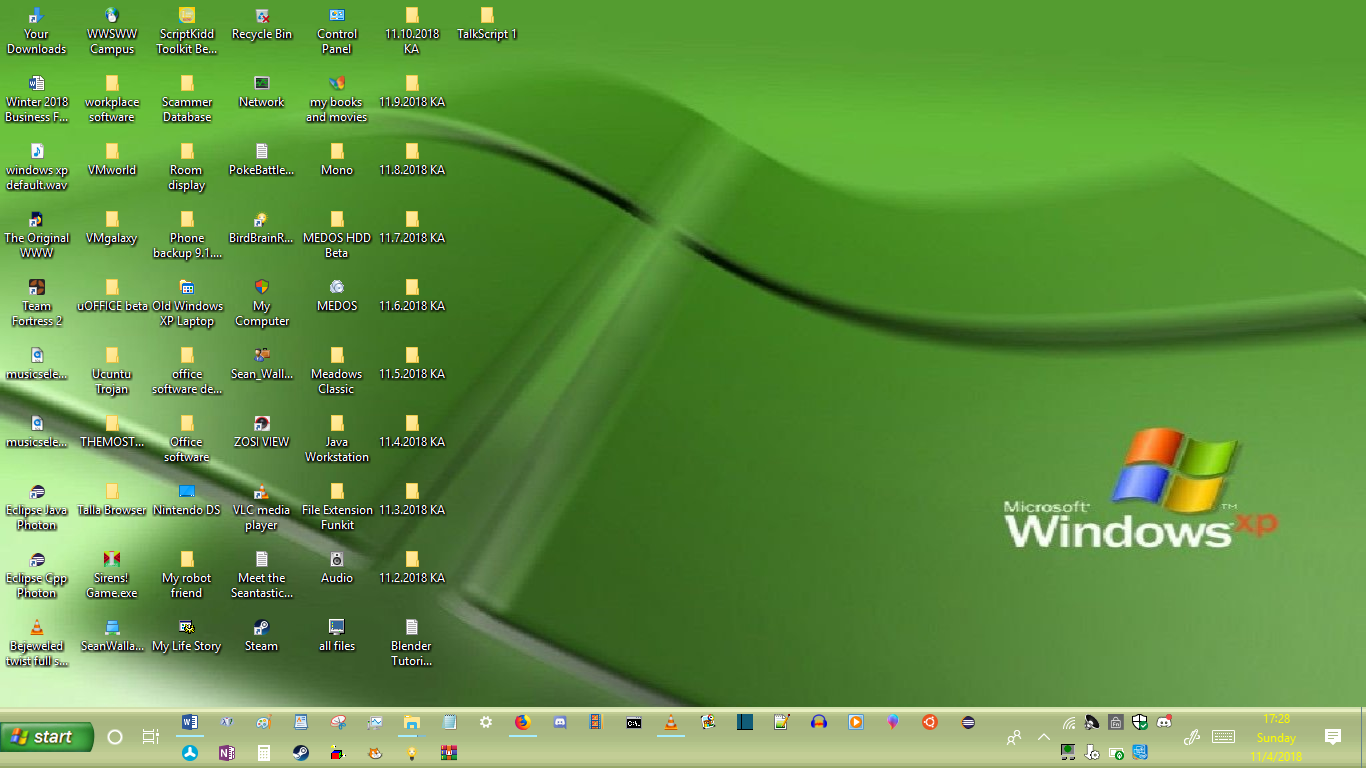 Your
Downloads
WWSWW
Campus
ScriptKidd
Toolkit Be...
Recycle Bin
Control
Panel
11.10.2018
KA
TalkScript 1
Winter 2018
Business F...
workplace
software
Scammer
Database
Network
my books
and movies
11.9.2018 KA
windows xp
default.wav
VMworld
Room
display
PokeBattle...
Mono
11.8.2018 KA
The Original
WWW
VMgalaxy
Phone
backup 9.1....
BirdBrainR...
MEDOS HDD
Beta
11.7.2018 KA
Team
Fortress 2
uOFFICE beta
Old Windows
XP Laptop
My
Computer
MEDOS
11.6.2018 KA
musicsele...
Ucuntu
Trojan
office
software de...
Sean_Wall...
Meadows
Classic
11.5.2018 KA
musicsele...
THEMOST...
Office
software
ZOSI VIEW
Java
Workstation
11.4.2018 KA
Eclipse Java
Photon
Talla Browser
Nintendo DS
VLC media
player
File Extension
Funkit
11.3.2018 KA
Eclipse Cpp
Photon
Sirens!
Game.exe
My robot
friend
Meet the
Seantastic...
Audio
11.2.2018 KA
Bejeweled
twist full s...
SeanWalla...
My Life Story
Steam
all files
Blender
Tutori...
Microsoft
Windows xp
TM
start
17:28
Sunday
11/4/2018